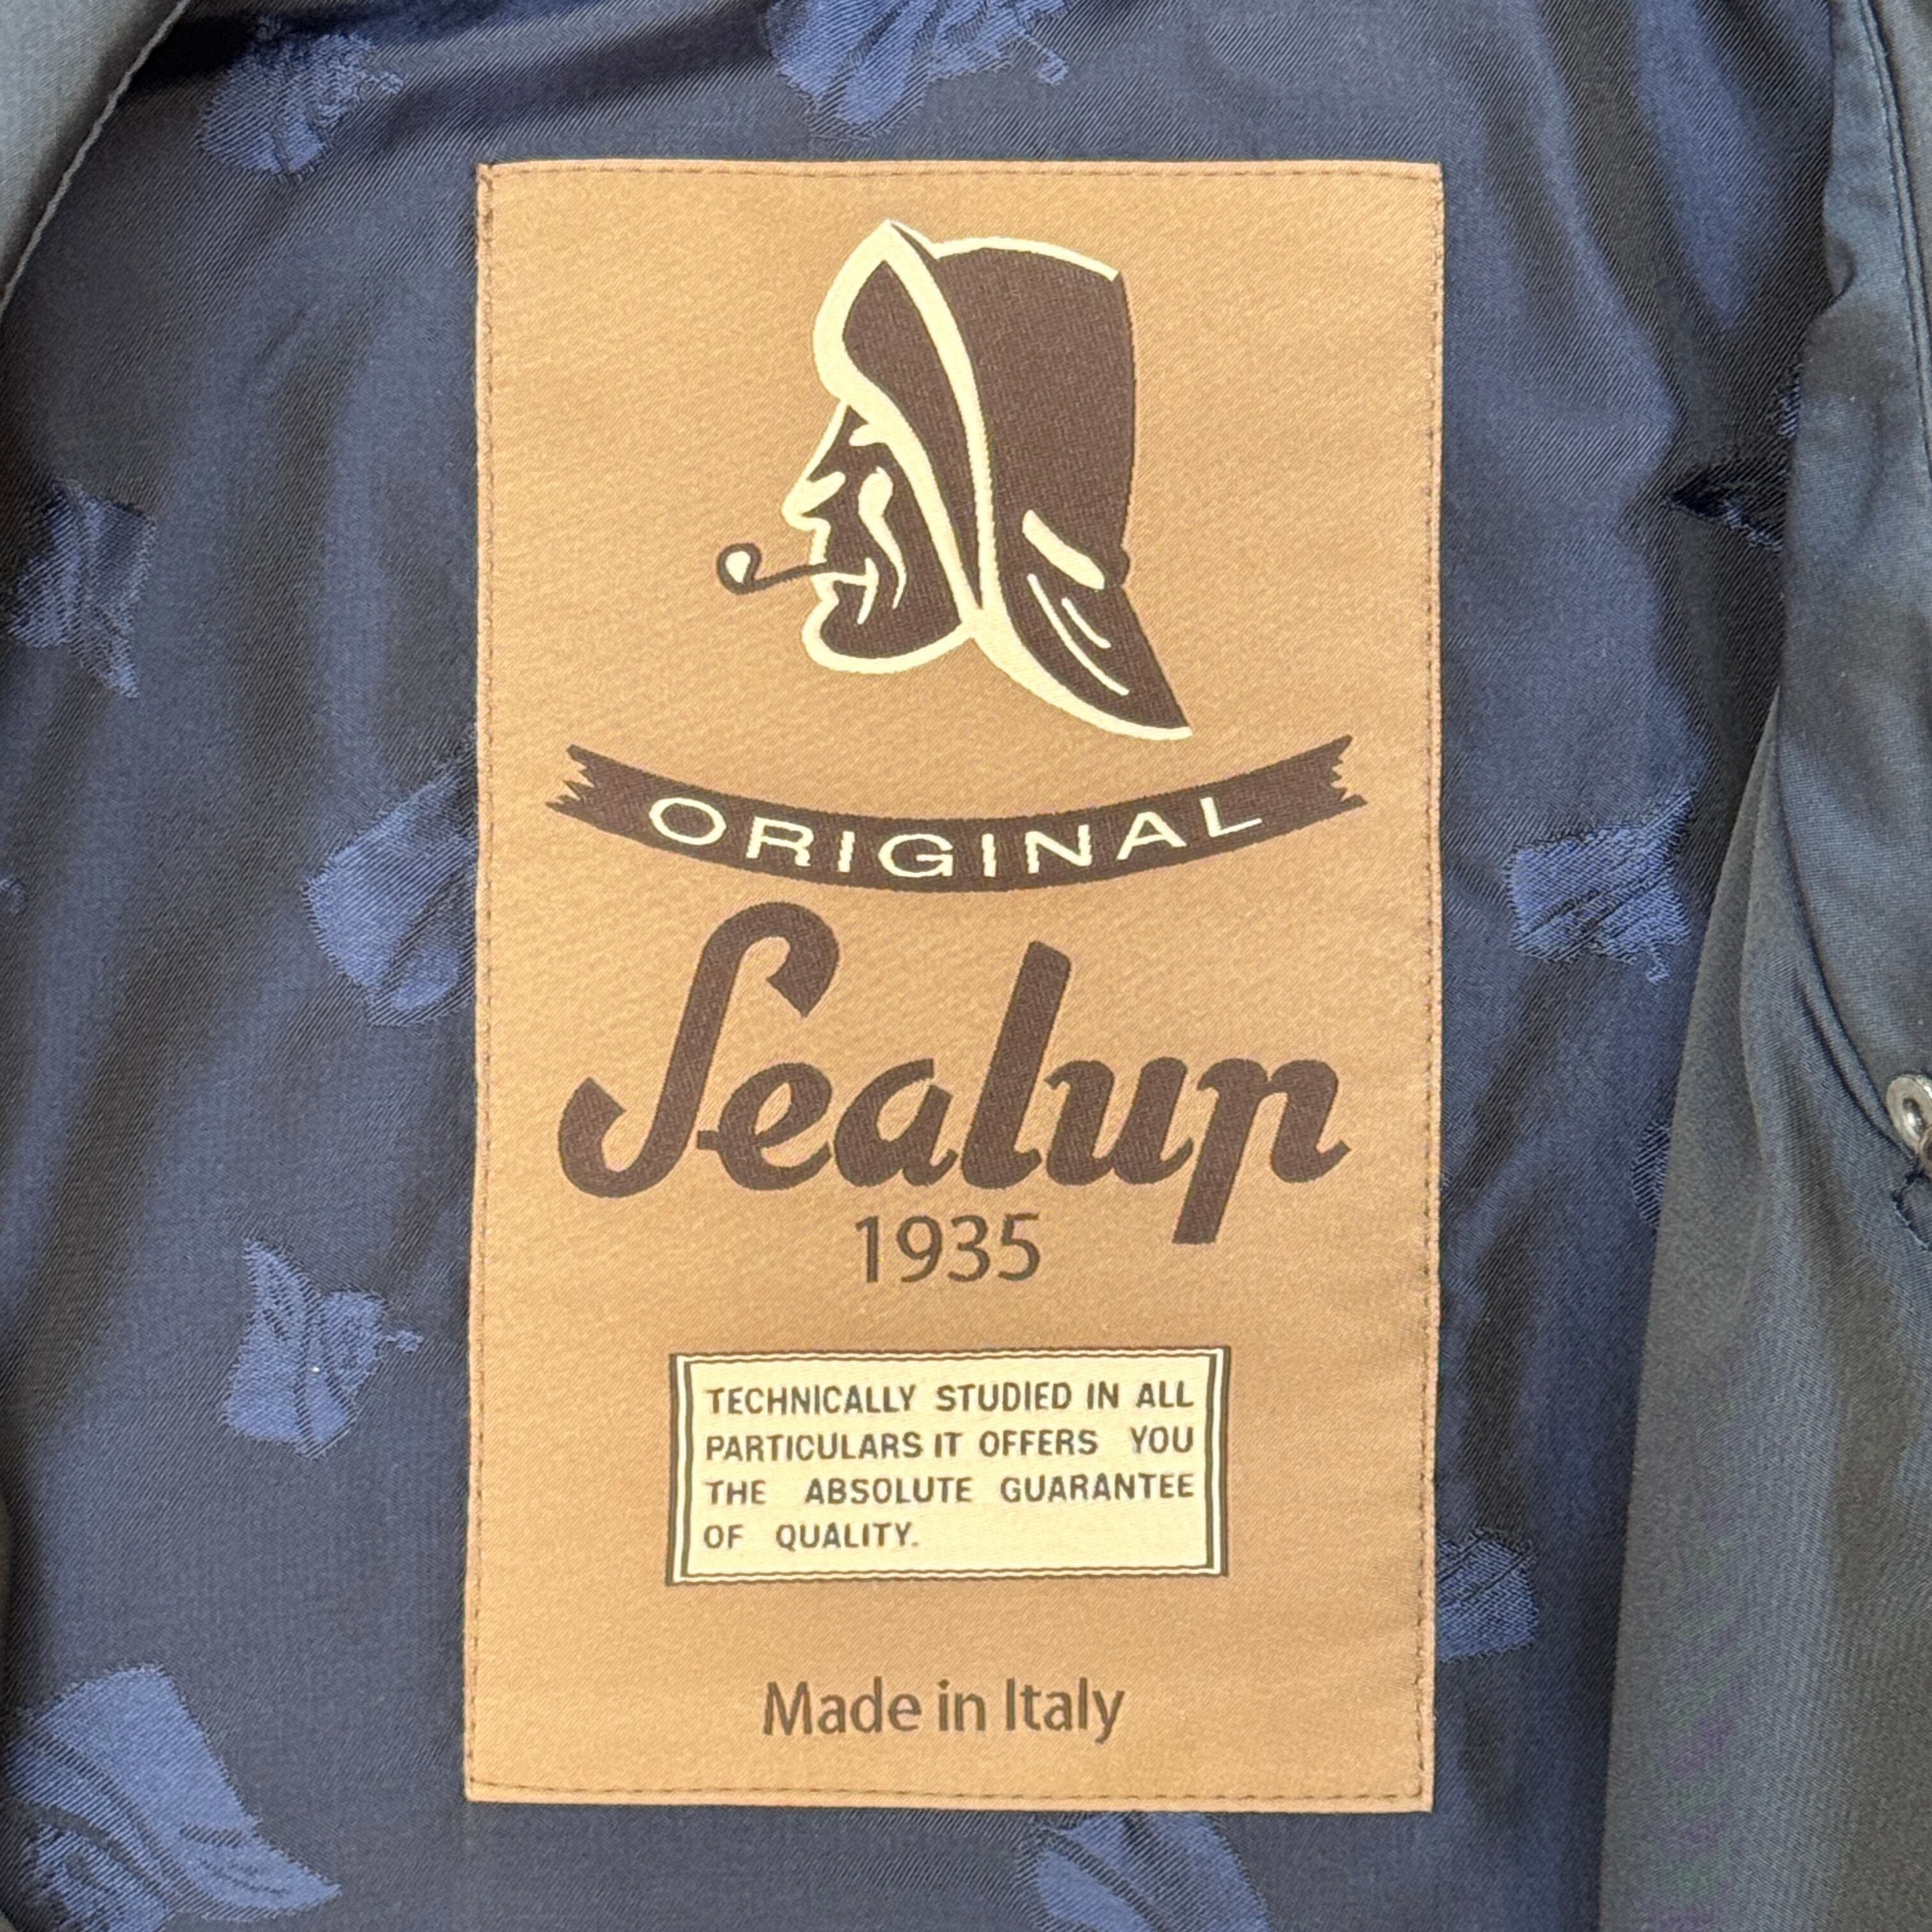 ORIGINAL
Sealup
1935
TECHNICALLY STUDIED IN ALL
PARTICULARS IT OFFERS YOU
THE ABSOLUTE GUARANTEE
OF QUALITY.
Made in Italy